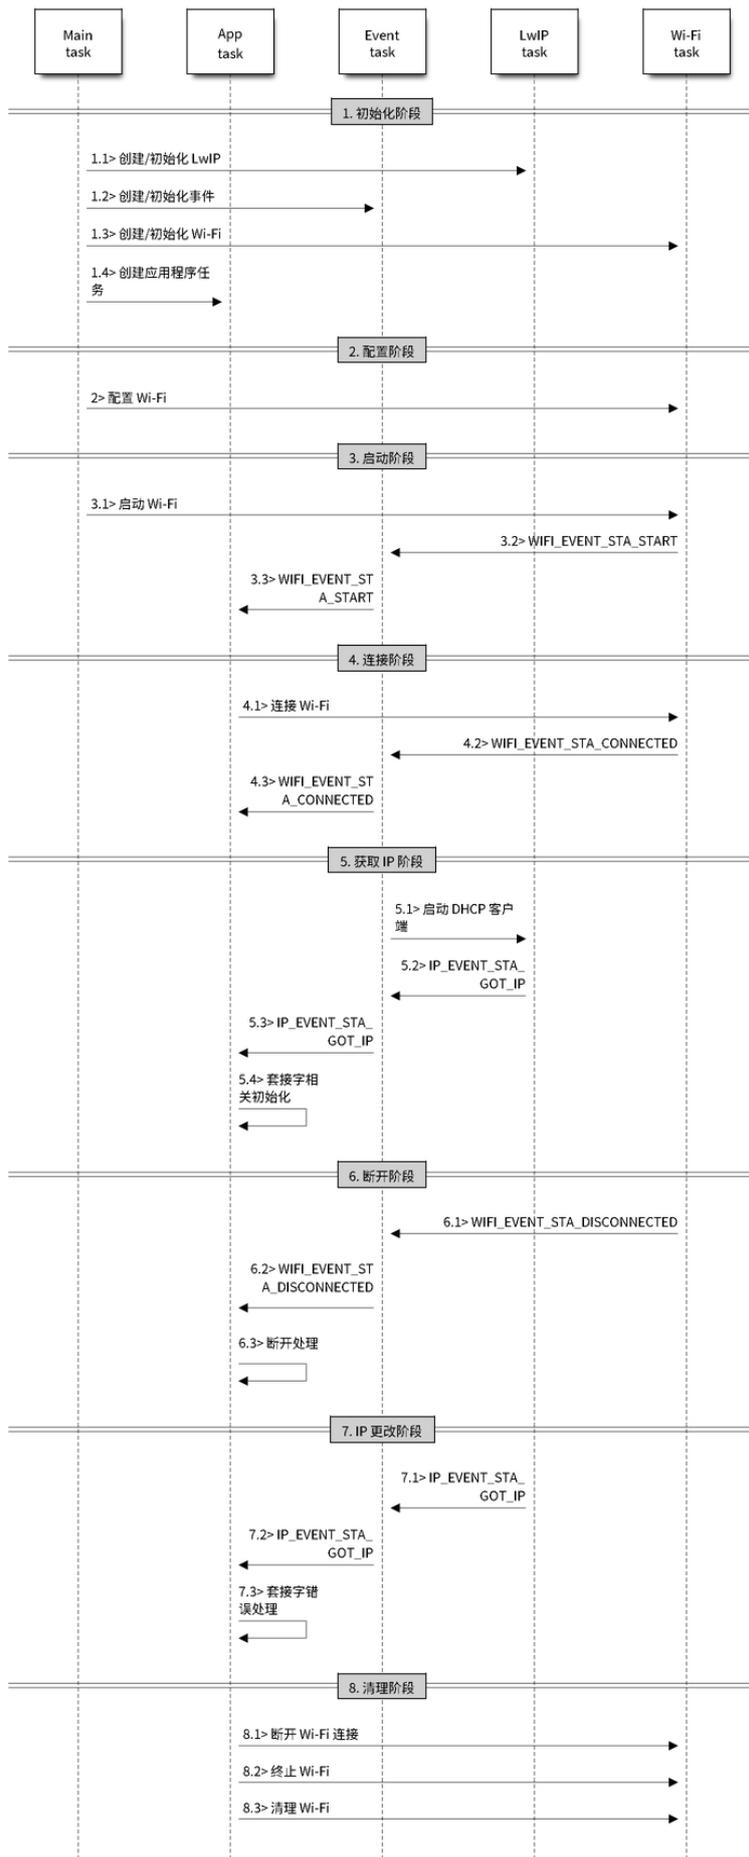 Main
task
App
task
Event
task
LwIP
task
Wi-Fi
task
1. 初始化阶段
1.1> 创建/初始化 LwIP
1.2> 创建/初始化事件
1.3> 创建/初始化 Wi-Fi
1.4> 创建应用程序任
务
2. 配置阶段
2> 配置 Wi-Fi
3. 启动阶段
3.1> 启动 Wi-Fi
3.2> WIFI_EVENT_STA_START
3.3> WIFI_EVENT_ST
A_START
4. 连接阶段
4.1> 连接 Wi-Fi
4.2> WIFI_EVENT_STA_CONNECTED
4.3> WIFI_EVENT_ST
A_CONNECTED
5. 获取 IP 阶段
5.1> 启动 DHCP 客户
端
5.2> IP_EVENT_STA_
GOT_IP
5.3> IP_EVENT_STA_
GOT_IP
5.4> 套接字相
关初始化
6. 断开阶段
6.1> WIFI_EVENT_STA_DISCONNECTED
6.2> WIFI_EVENT_ST
A_DISCONNECTED
6.3> 断开处理
7. IP 更改阶段
7.1> IP_EVENT_STA_
GOT_IP
7.2> IP_EVENT_STA_
GOT_IP
7.3> 套接字错
误处理
8. 清理阶段
8.1> 断开 Wi-Fi 连接
8.2> 终止 Wi-Fi
8.3> 清理 Wi-Fi